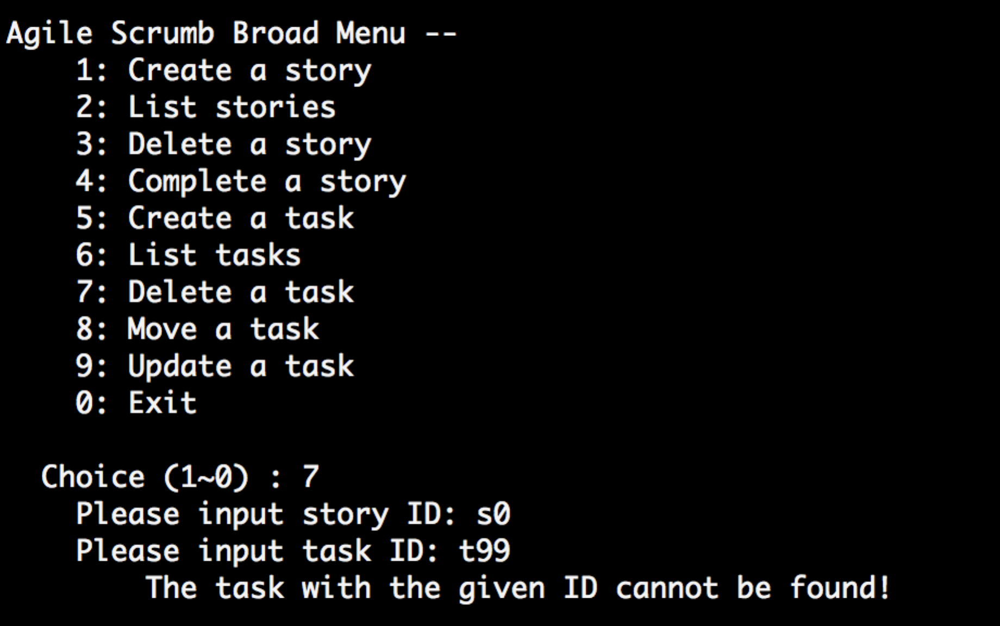 Agile Scrumb Broad Menu --
1: Create a story
2: List stories
3: Delete a story
4: Complete a story
5: Create a task
6: List tasks
7: Delete a task
8: Move a task
9: Update a task
0: Exit
Choice (1~0) : 7
Please input story ID: s0
Please input task ID: t99
The task with the given ID cannot be found!